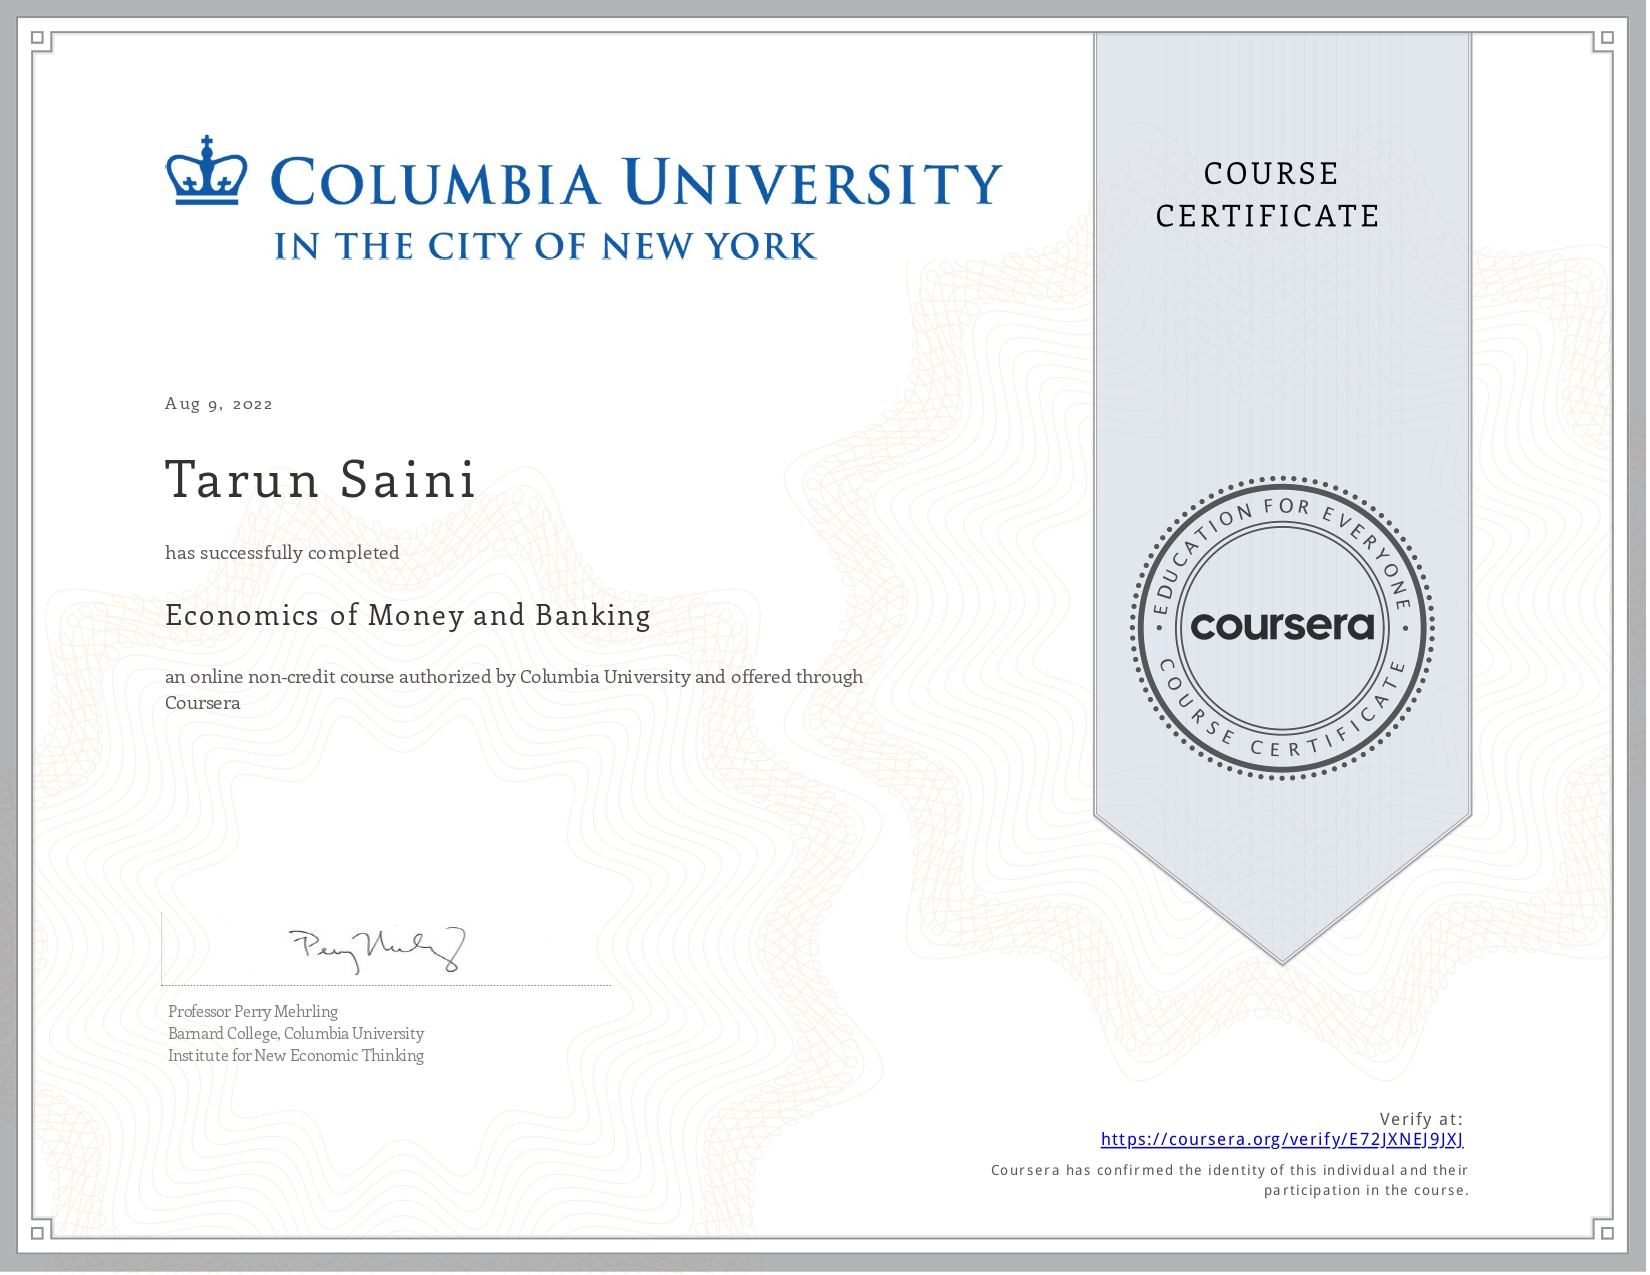 COLUMBIA UNIVERSITY
IN THE CITY OF NEW YORK
COURSE
CERTIFICATE
Aug 9, 2022
Tarun Saini
has successfully completed
Economics of Money and Banking
an online non-credit course authorized by Columbia University and offered through
Coursera
EDUCATION FOR EVERYONE
coursera
COURSE CERTIFICATE
Perry Mehrling
Professor Perry Mehrling
Barnard College, Columbia University
Institute for New Economic Thinking
Verify at:
https://coursera.org/verify/E72JXNEJ9JXJ
Coursera has confirmed the identity of this individual and their
participation in the course.